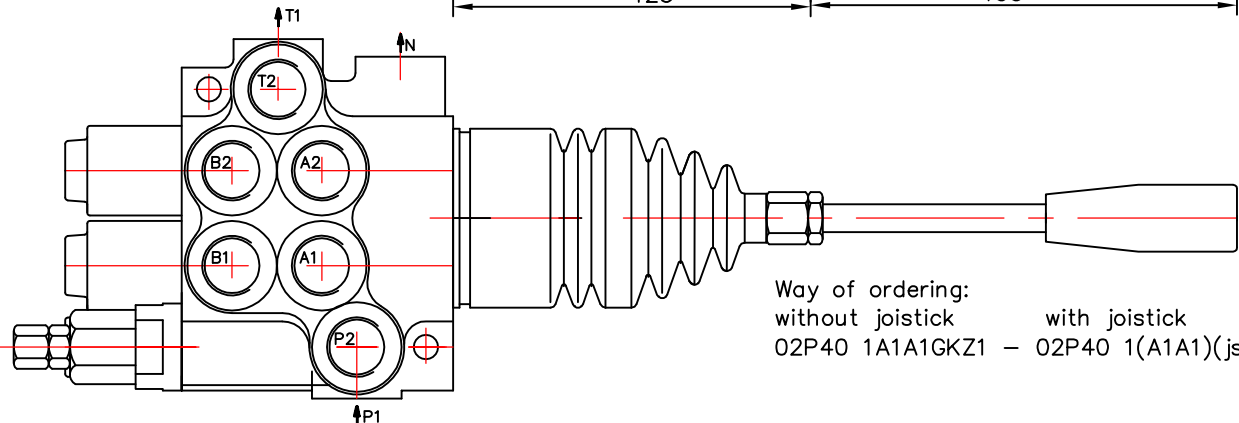 T1
N
T2
B2 A2
B1 A1
P2
P1
Way of ordering:
without joistick with joistick
02P40 1A1A1GKZ1 – 02P40 1(A1A1)(js